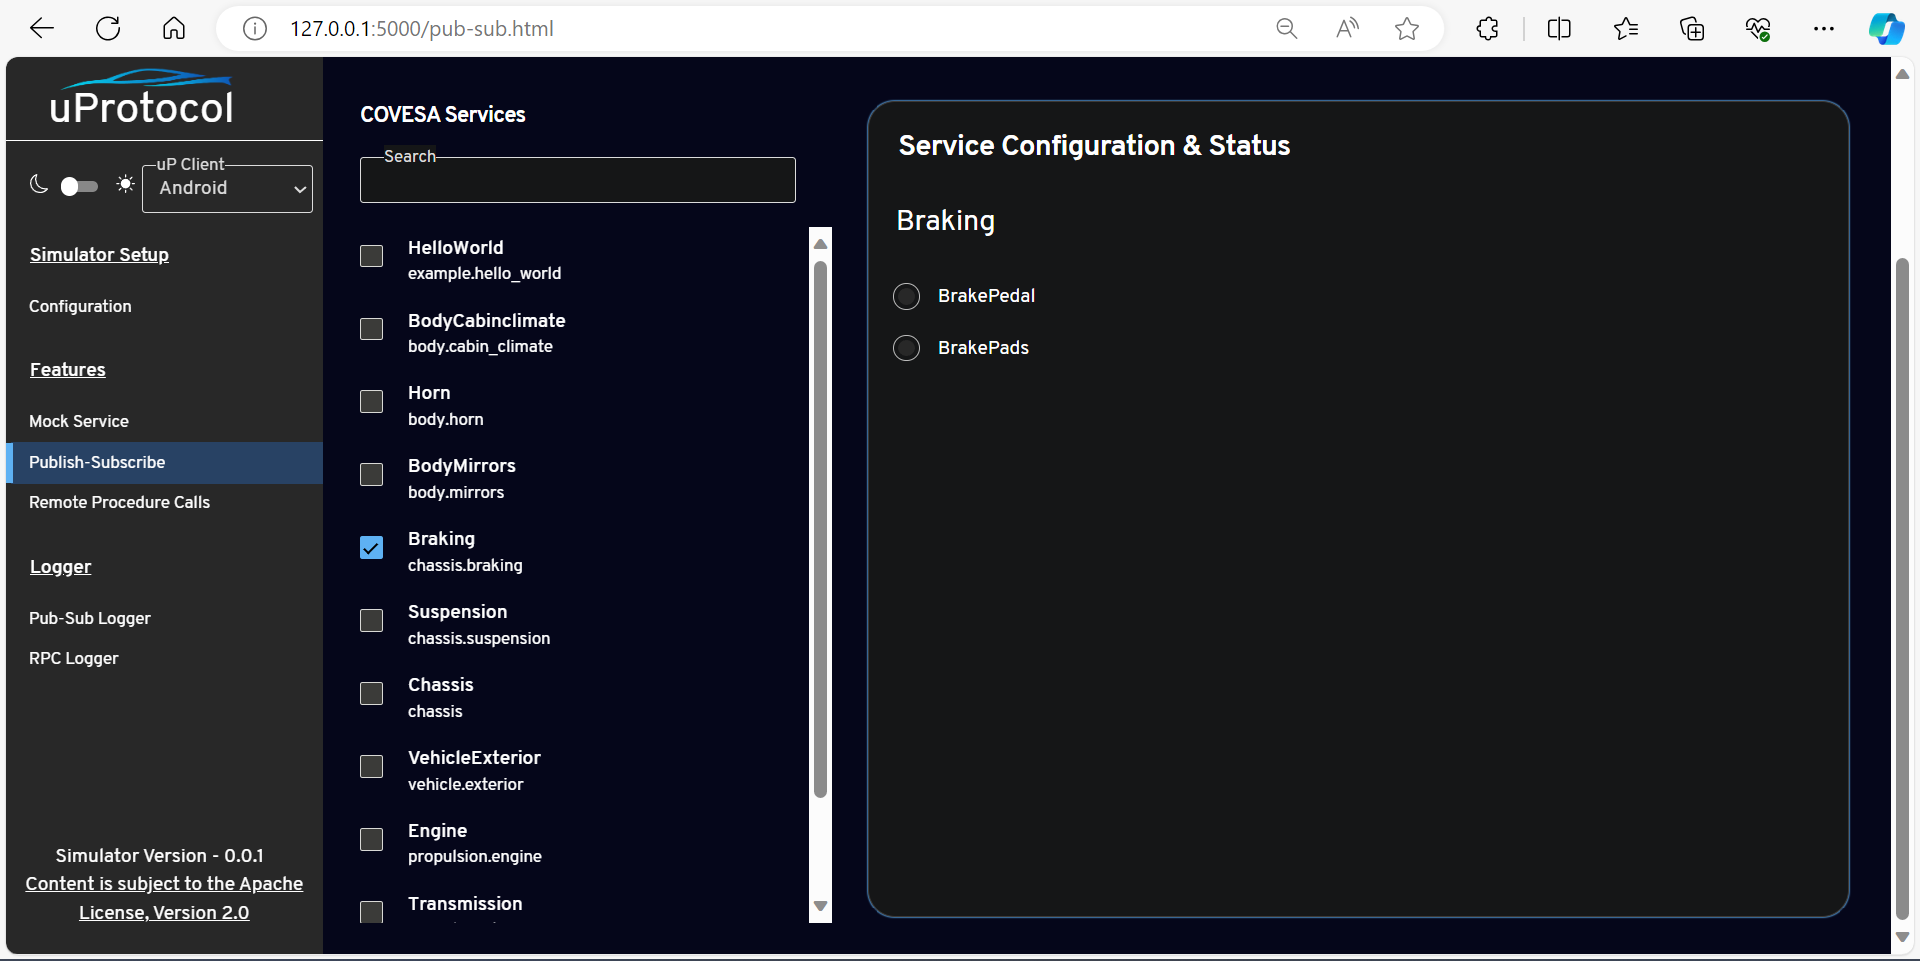 127.0.0.1:5000/pub-sub.html
uProtocol
uP Client
Android
Simulator Setup
Configuration
Features
Mock Service
Publish-Subscribe
Remote Procedure Calls
Logger
Pub-Sub Logger
RPC Logger
Simulator Version - 0.0.1
Content is subject to the Apache
License, Version 2.0
COVESA Services
Search
HelloWorld
example.hello_world
BodyCabinclimate
body.cabin_climate
Horn
body.horn
BodyMirrors
body.mirrors
Braking
chassis.braking
Suspension
chassis.suspension
Chassis
chassis
VehicleExterior
vehicle.exterior
Engine
propulsion.engine
Transmission
Service Configuration & Status
Braking
BrakePedal
BrakePads